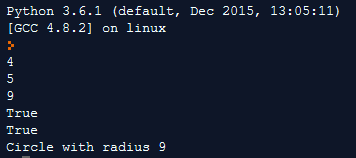 Python 3.6.1 (default, Dec 2015, 13:05:11)
[GCC 4.8.2] on linux
4
5
9
True
True
Circle with radius 9